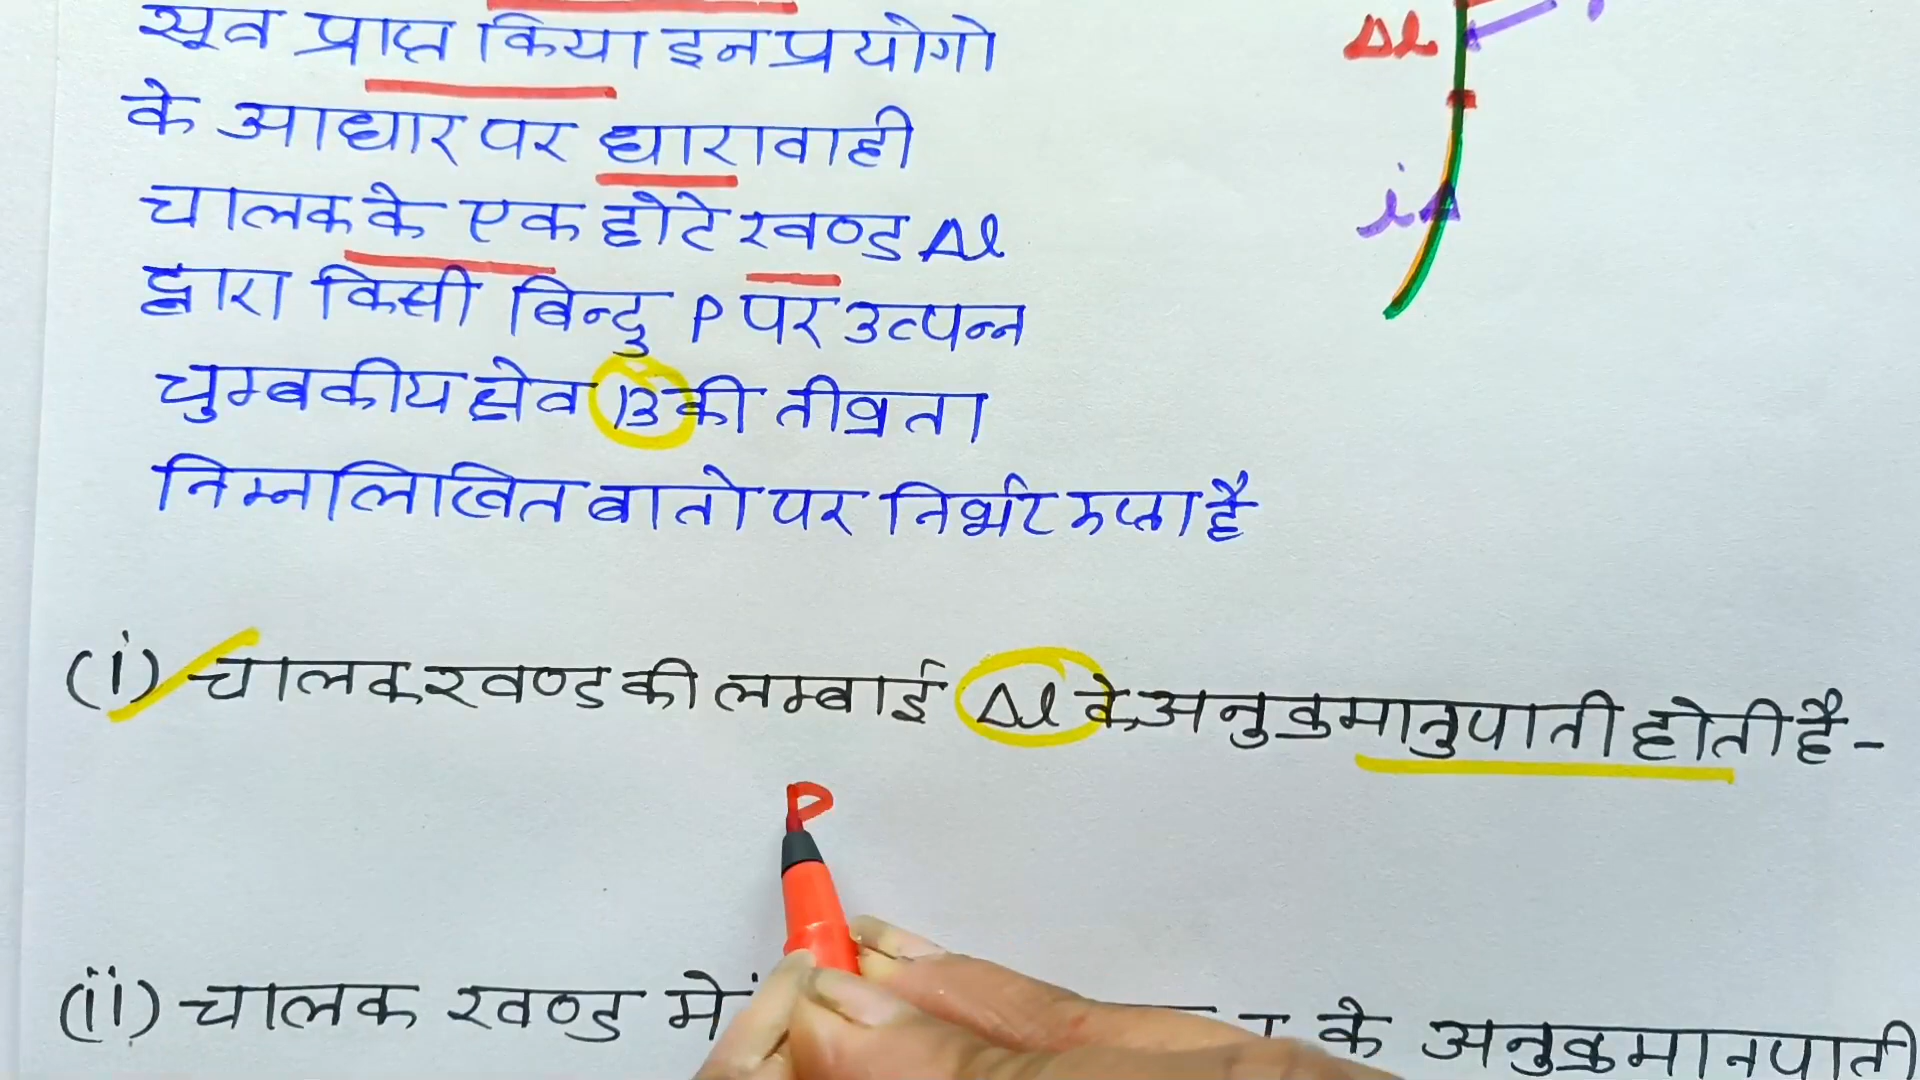 सूत्र प्राप्त किया इन प्रयोगो
Δl
के आधार पर धारावाही
चालक के एक छोटे खण्ड Δl
i
द्वारा किसी बिन्दु P पर उत्पन्न
चुम्बकीय क्षेत्र B की तीव्रता
निम्नलिखित बातो पर निर्भर करता है
(i) चालक खण्ड की लम्बाई Δl के अनुक्रमानुपाती होती है -
(ii) चालक खण्ड में I के अनुक्रमानुपाती